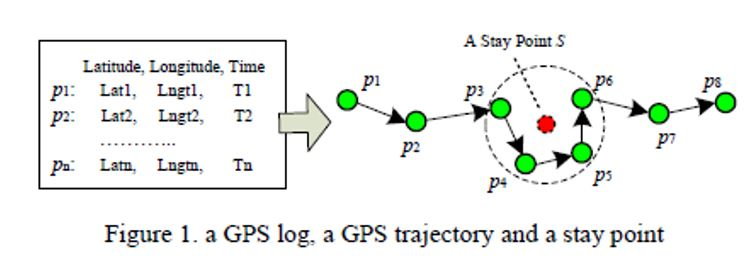 A Stay Point S
Latitude, Longitude, Time
p1: Lat1, Lngt1, T1
p2: Lat2, Lngt2, T2
…………..
pn: Latn, Lngtn, Tn
p1
p2
p3
p4
p5
p6
p7
p8
Figure 1. a GPS log, a GPS trajectory and a stay point